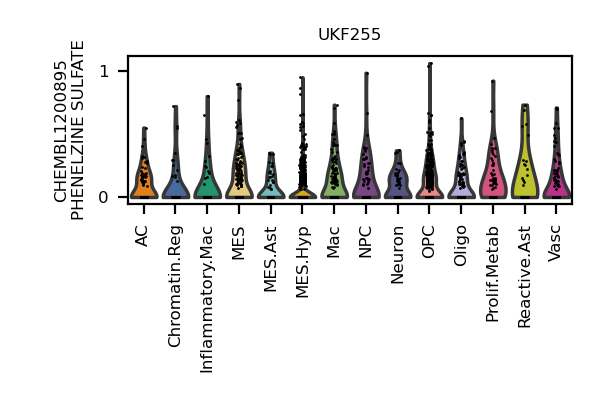 UKF255
CHEMBL1200895
PHENELZINE SULFATE
1
0
AC
Chromatin.Reg
Inflammatory.Mac
MES
MES.Ast
MES.Hyp
Mac
NPC
Neuron
OPC
Oligo
Prolif.Metab
Reactive.Ast
Vasc